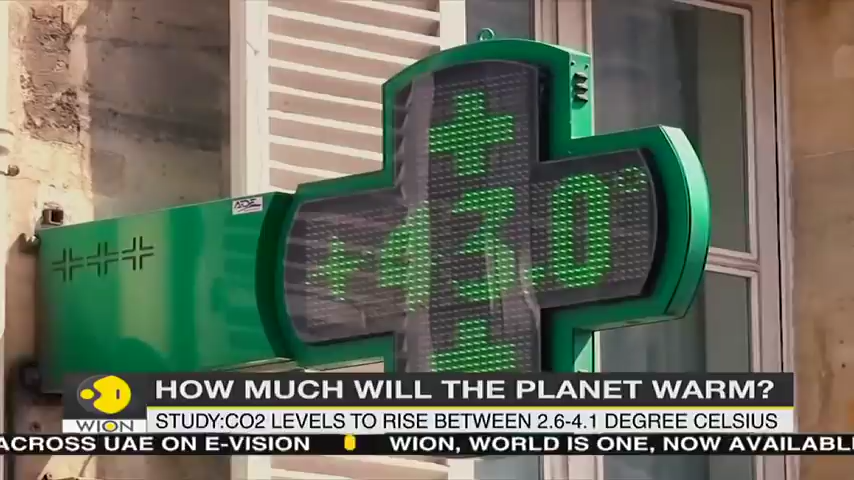 +43.0°
HOW MUCH WILL THE PLANET WARM?
STUDY:CO2 LEVELS TO RISE BETWEEN 2.6-4.1 DEGREE CELSIUS
WION
ACROSS UAE ON E-VISION WION, WORLD IS ONE, NOW AVAILABL